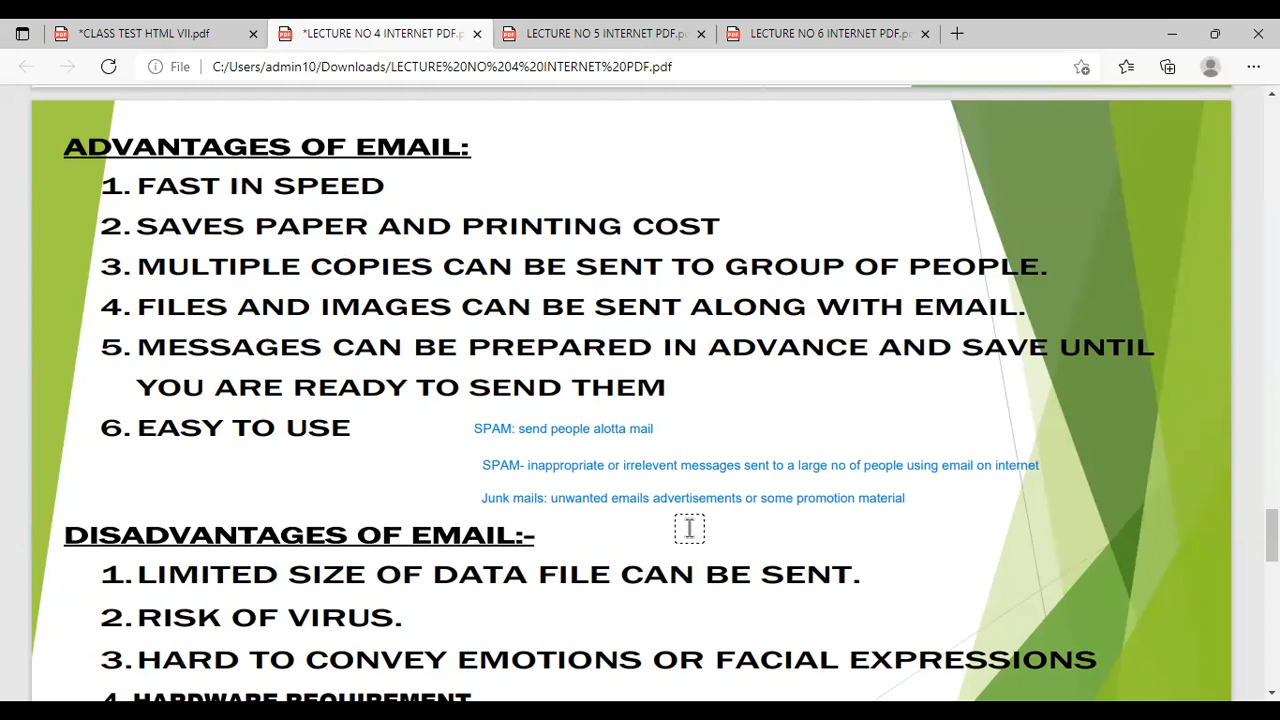 *CLASS TEST HTML VII.pdf
*LECTURE NO 4 INTERNET PDF.p
LECTURE NO 5 INTERNET PDF.p
LECTURE NO 6 INTERNET PDF.p
File C:/Users/admin10/Downloads/LECTURE%20NO%204%20INTERNET%20PDF.pdf
ADVANTAGES OF EMAIL:
1. FAST IN SPEED
2. SAVES PAPER AND PRINTING COST
3. MULTIPLE COPIES CAN BE SENT TO GROUP OF PEOPLE.
4. FILES AND IMAGES CAN BE SENT ALONG WITH EMAIL.
5. MESSAGES CAN BE PREPARED IN ADVANCE AND SAVE UNTIL
YOU ARE READY TO SEND THEM
6. EASY TO USE
SPAM: send people alotta mail
SPAM- inappropriate or irrelevent messages sent to a large no of people using email on internet
Junk mails: unwanted emails advertisements or some promotion material
DISADVANTAGES OF EMAIL:-
1. LIMITED SIZE OF DATA FILE CAN BE SENT.
2. RISK OF VIRUS.
3. HARD TO CONVEY EMOTIONS OR FACIAL EXPRESSIONS
4. HARDWARE REQUIREMENT